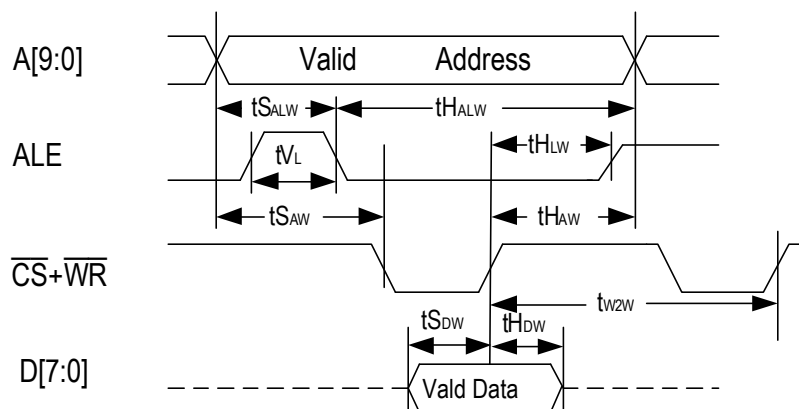 A[9:0]
Valid Address
tSALW
tHALW
ALE
tVL
tHLW
tSAW
tHAW
CS+WR
tW2W
tSDW
tHDW
D[7:0]
Vald Data